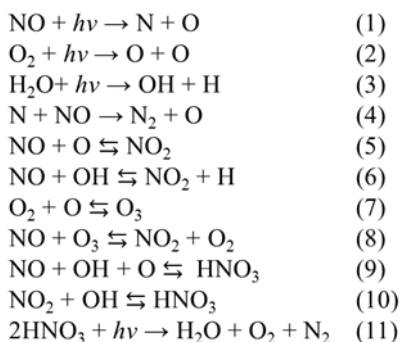 NO + hν → N + O (1)
O₂ + hν → O + O (2)
H₂O+ hν → OH + H (3)
N + NO → N₂ + O (4)
NO + O ⇆ NO₂ (5)
NO + OH ⇆ NO₂ + H (6)
O₂ + O ⇆ O₃ (7)
NO + O₃ ⇆ NO₂ + O₂ (8)
NO + OH + O ⇆ HNO₃ (9)
NO₂ + OH ⇆ HNO₃ (10)
2HNO₃ + hν → H₂O + O₂ + N₂ (11)